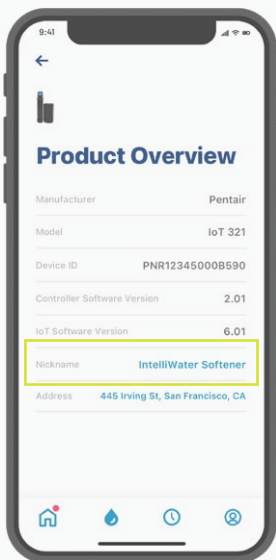 9:41
Product Overview
Manufacturer Pentair
Model IoT 321
Device ID PNR12345000B590
Controller Software Version 2.01
IoT Software Version 6.01
Nickname IntelliWater Softener
Address 445 Irving St, San Francisco, CA